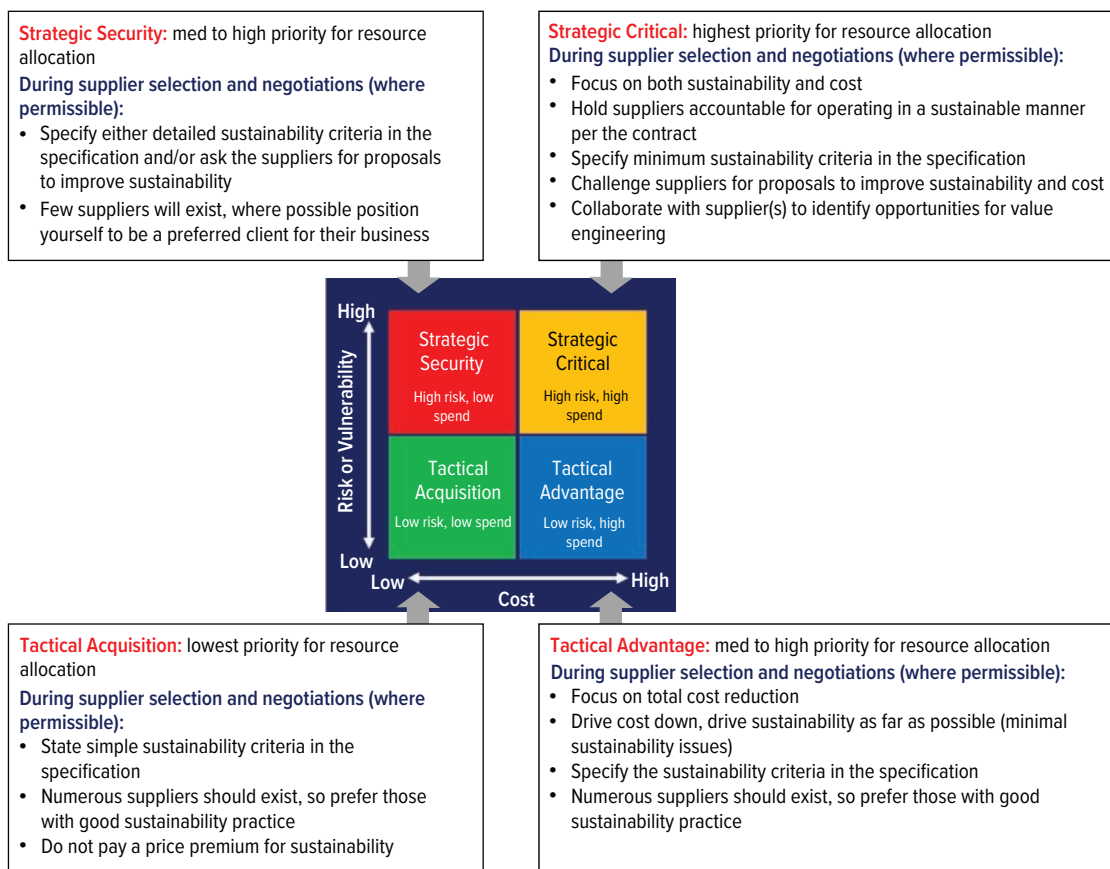 Strategic Security: med to high priority for resource
allocation
During supplier selection and negotiations (where
permissible):
• Specify either detailed sustainability criteria in the
specification and/or ask the suppliers for proposals
to improve sustainability
• Few suppliers will exist, where possible position
yourself to be a preferred client for their business
Strategic Critical: highest priority for resource allocation
During supplier selection and negotiations (where permissible):
• Focus on both sustainability and cost
• Hold suppliers accountable for operating in a sustainable manner
per the contract
• Specify minimum sustainability criteria in the specification
• Challenge suppliers for proposals to improve sustainability and cost
• Collaborate with supplier(s) to identify opportunities for value
engineering
High
Risk or Vulnerability
Low
Strategic
Security
High risk, low
spend
Strategic
Critical
High risk, high
spend
Tactical
Acquisition
Low risk, low spend
Tactical
Advantage
Low risk, high
spend
Low
High
Cost
Tactical Acquisition: lowest priority for resource
allocation
During supplier selection and negotiations (where
permissible):
• State simple sustainability criteria in the
specification
• Numerous suppliers should exist, so prefer those
with good sustainability practice
• Do not pay a price premium for sustainability
Tactical Advantage: med to high priority for resource allocation
During supplier selection and negotiations (where permissible):
• Focus on total cost reduction
• Drive cost down, drive sustainability as far as possible (minimal
sustainability issues)
• Specify the sustainability criteria in the specification
• Numerous suppliers should exist, so prefer those with good
sustainability practice